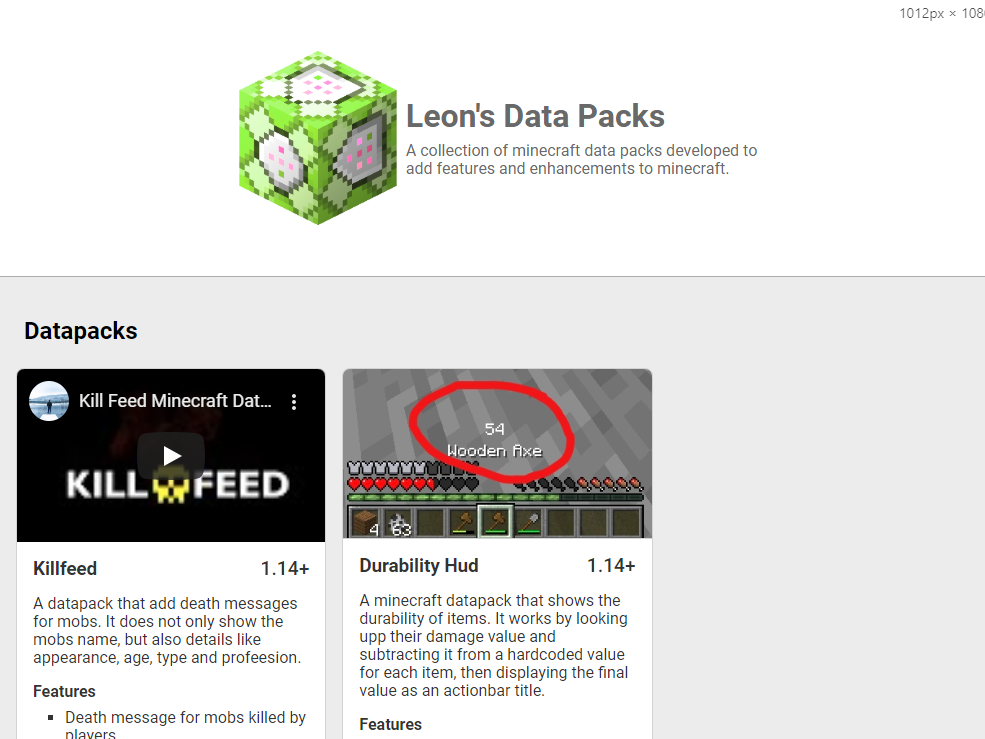 1012px × 108
Leon's Data Packs
A collection of minecraft data packs developed to
add features and enhancements to minecraft.
Datapacks
Kill Feed Minecraft Dat...
KILL FEED
Killfeed 1.14+
A datapack that add death messages
for mobs. It does not only show the
mobs name, but also details like
appearance, age, type and profeesion.
Features
Death message for mobs killed by
players
54
Wooden Axe
4 63
Durability Hud 1.14+
A minecraft datapack that shows the
durability of items. It works by looking
upp their damage value and
subtracting it from a hardcoded value
for each item, then displaying the final
value as an actionbar title.
Features